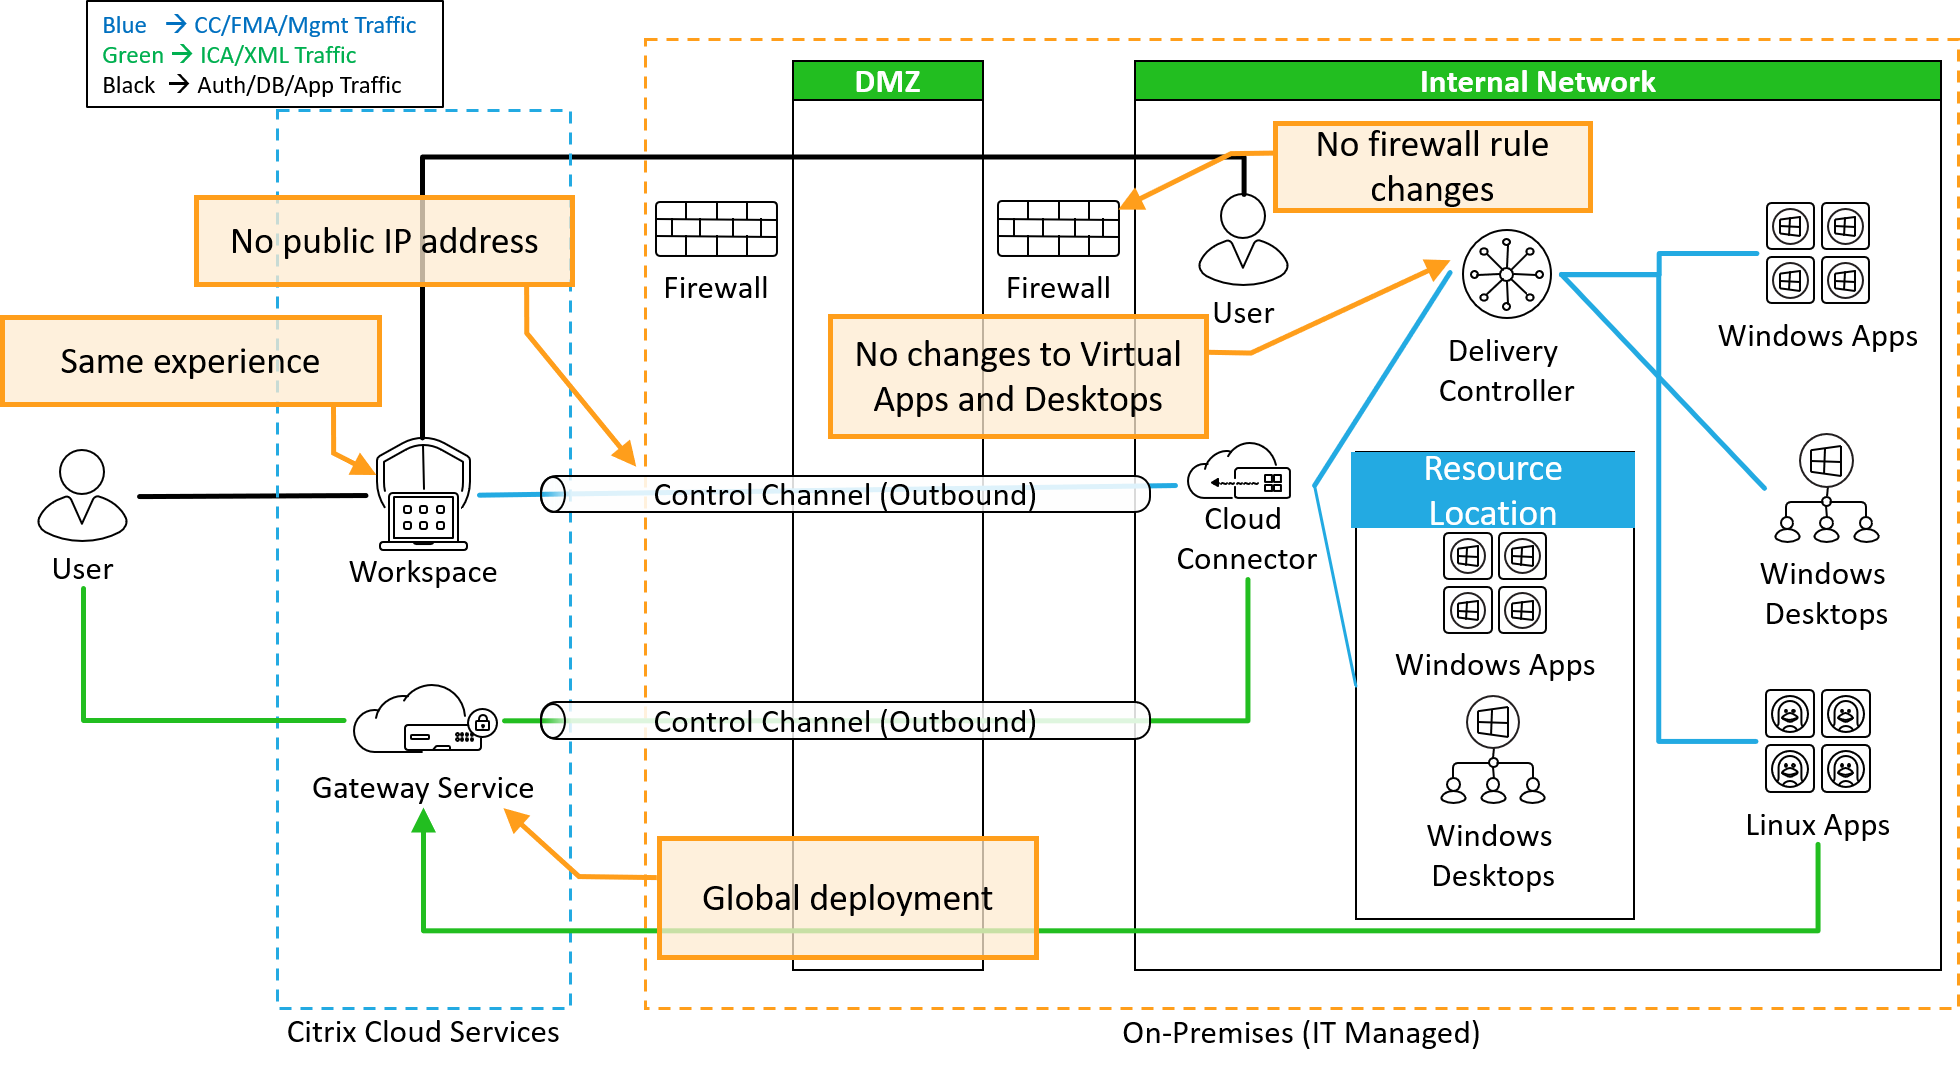 Blue → CC/FMA/Mgmt Traffic
Green → ICA/XML Traffic
Black → Auth/DB/App Traffic
DMZ
Internal Network
No firewall rule
changes
No public IP address
Firewall
Firewall
User
Same experience
No changes to Virtual
Apps and Desktops
Delivery
Controller
Windows Apps
User
Workspace
Control Channel (Outbound)
Cloud
Connector
Resource
Location
Windows Apps
Windows
Desktops
Windows
Desktops
Gateway Service
Control Channel (Outbound)
Linux Apps
Global deployment
Citrix Cloud Services
On-Premises (IT Managed)